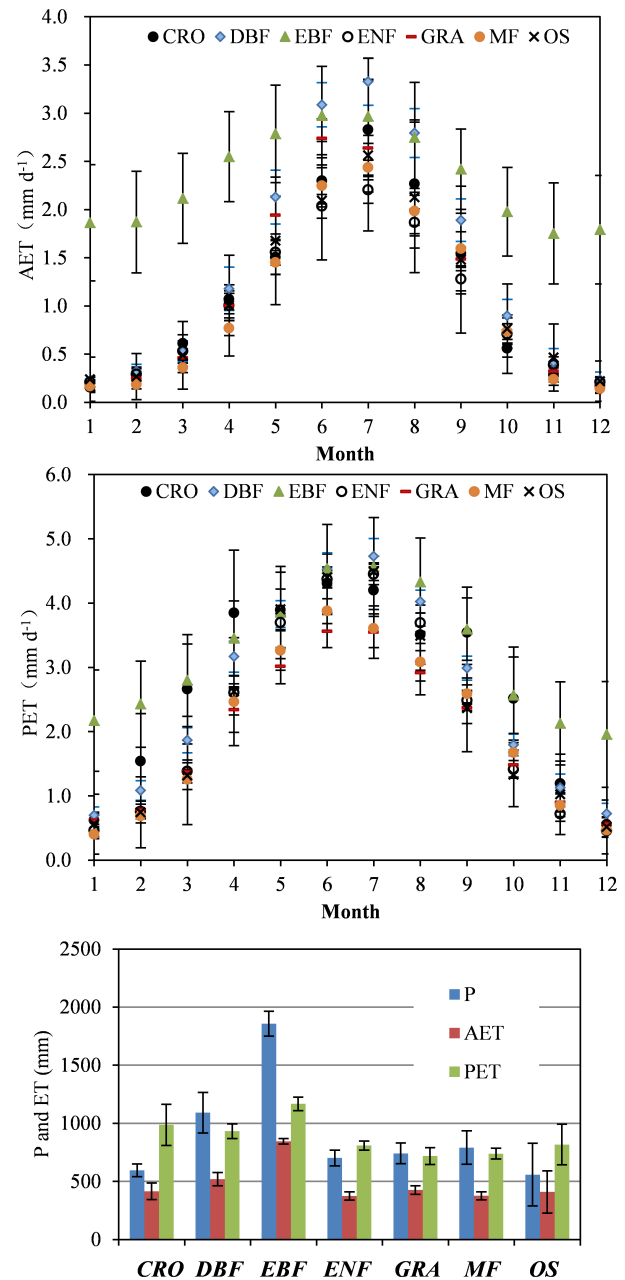 CRO DBF EBF ENF GRA MF OS
4.0
3.5
3.0
2.5
2.0
1.5
1.0
0.5
0.0
AET (mm d-1)
1 2 3 4 5 6 7 8 9 10 11 12
Month
CRO DBF EBF ENF GRA MF OS
6.0
5.0
4.0
3.0
2.0
1.0
0.0
PET (mm d-1)
1 2 3 4 5 6 7 8 9 10 11 12
Month
2500
2000
1500
1000
500
0
P and ET (mm)
P
AET
PET
CRO DBF EBF ENF GRA MF OS